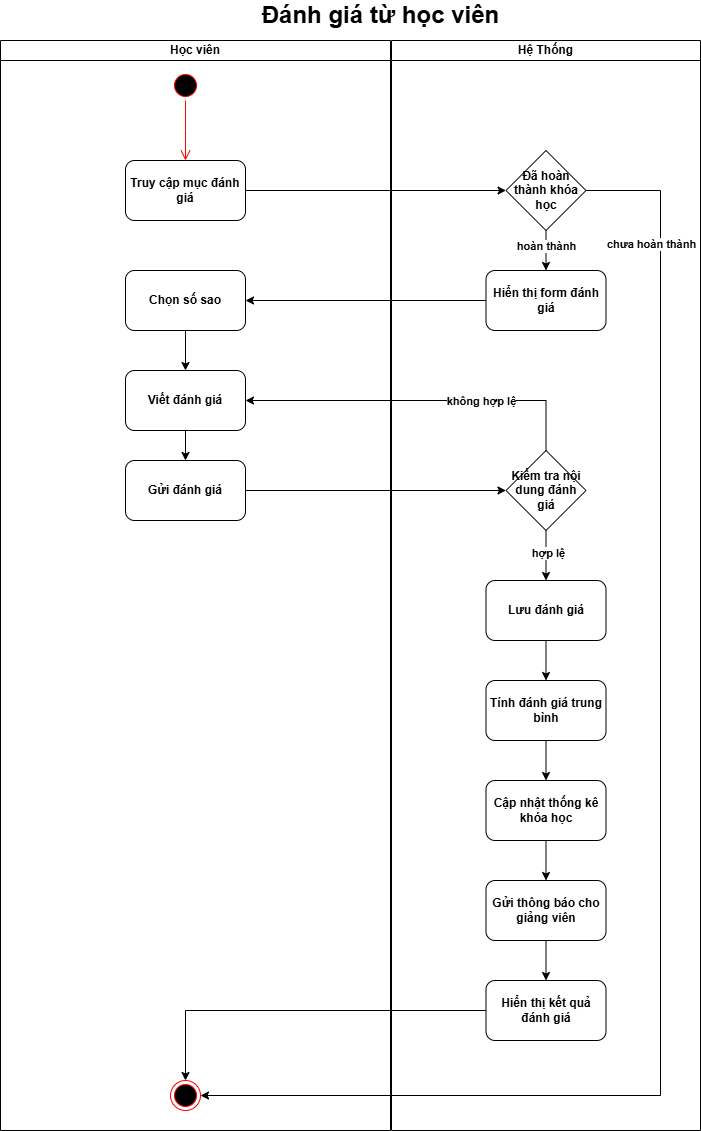 Đánh giá từ học viên
Học viên
Hệ Thống
Truy cập mục đánh
giá
Đã hoàn
thành khóa
học
hoàn thành
chưa hoàn thành
Hiển thị form đánh
giá
Chọn số sao
Viết đánh giá
không hợp lệ
Gửi đánh giá
Kiểm tra nội
dung đánh
giá
hợp lệ
Lưu đánh giá
Tính đánh giá trung
bình
Cập nhật thống kê
khóa học
Gửi thông báo cho
giảng viên
Hiển thị kết quả
đánh giá